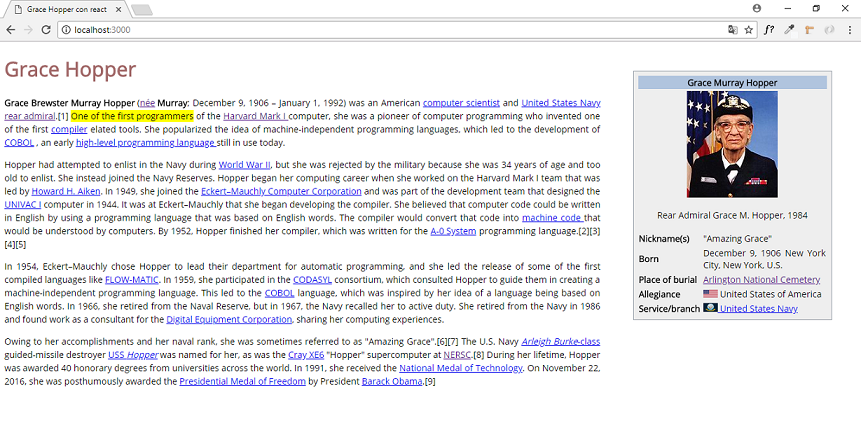 Grace Hopper con react
localhost:3000
f?
Grace Hopper
Grace Brewster Murray Hopper (née Murray; December 9, 1906 – January 1, 1992) was an American computer scientist and United States Navy
rear admiral.[1] One of the first programmers of the Harvard Mark I computer, she was a pioneer of computer programming who invented one
of the first compiler elated tools. She popularized the idea of machine-independent programming languages, which led to the development of
COBOL , an early high-level programming language still in use today.
Hopper had attempted to enlist in the Navy during World War II, but she was rejected by the military because she was 34 years of age and too
old to enlist. She instead joined the Navy Reserves. Hopper began her computing career when she worked on the Harvard Mark I team that was
led by Howard H. Aiken. In 1949, she joined the Eckert–Mauchly Computer Corporation and was part of the development team that designed the
UNIVAC I computer in 1944. It was at Eckert–Mauchly that she began developing the compiler. She believed that computer code could be written
in English by using a programming language that was based on English words. The compiler would convert that code into machine code that
would be understood by computers. By 1952, Hopper finished her compiler, which was written for the A-0 System programming language.[2][3]
[4][5]
In 1954, Eckert–Mauchly chose Hopper to lead their department for automatic programming, and she led the release of some of the first
compiled languages like FLOW-MATIC. In 1959, she participated in the CODASYL consortium, which consulted Hopper to guide them in creating a
machine-independent programming language. This led to the COBOL language, which was inspired by her idea of a language being based on
English words. In 1966, she retired from the Naval Reserve, but in 1967, the Navy recalled her to active duty. She retired from the Navy in 1986
and found work as a consultant for the Digital Equipment Corporation, sharing her computing experiences.
Owing to her accomplishments and her naval rank, she was sometimes referred to as "Amazing Grace".[6][7] The U.S. Navy Arleigh Burke-class
guided-missile destroyer USS Hopper was named for her, as was the Cray XE6 "Hopper" supercomputer at NERSC.[8] During her lifetime, Hopper
was awarded 40 honorary degrees from universities across the world. In 1991, she received the National Medal of Technology. On November 22,
2016, she was posthumously awarded the Presidential Medal of Freedom by President Barack Obama.[9]
Grace Murray Hopper
Rear Admiral Grace M. Hopper, 1984
Nickname(s) "Amazing Grace"
Born December 9, 1906 New York
City, New York, U.S.
Place of burial Arlington National Cemetery
Allegiance United States of America
Service/branch United States Navy